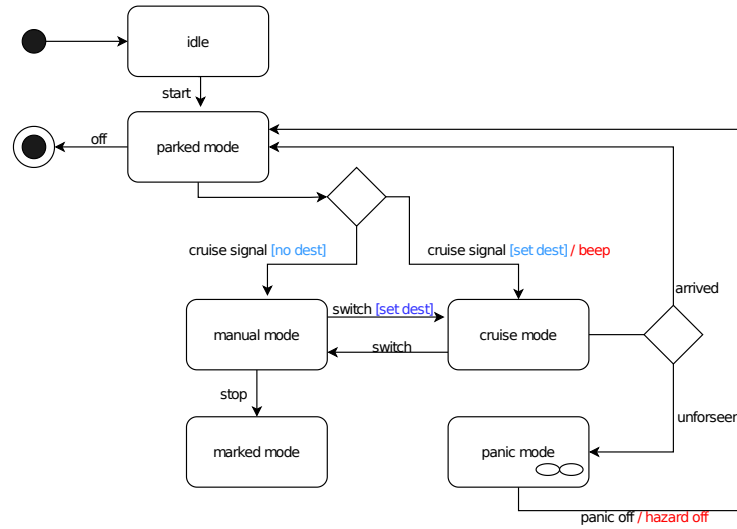 idle
start
off
parked mode
cruise signal [no dest]
cruise signal [set dest] / beep
arrived
switch [set dest]
manual mode
cruise mode
switch
stop
unforseen
marked mode
panic mode
panic off / hazard off